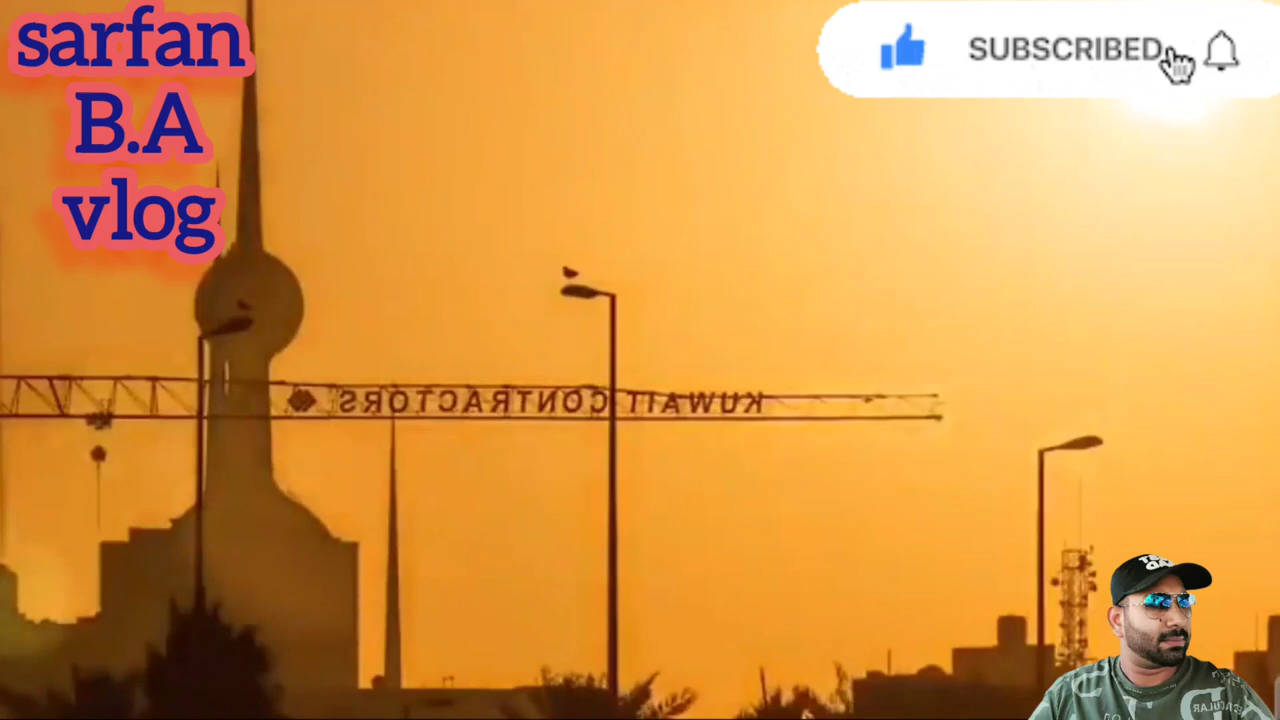 sarfan
B.A
vlog
SUBSCRIBED
KUWAIT CONTRACTORS